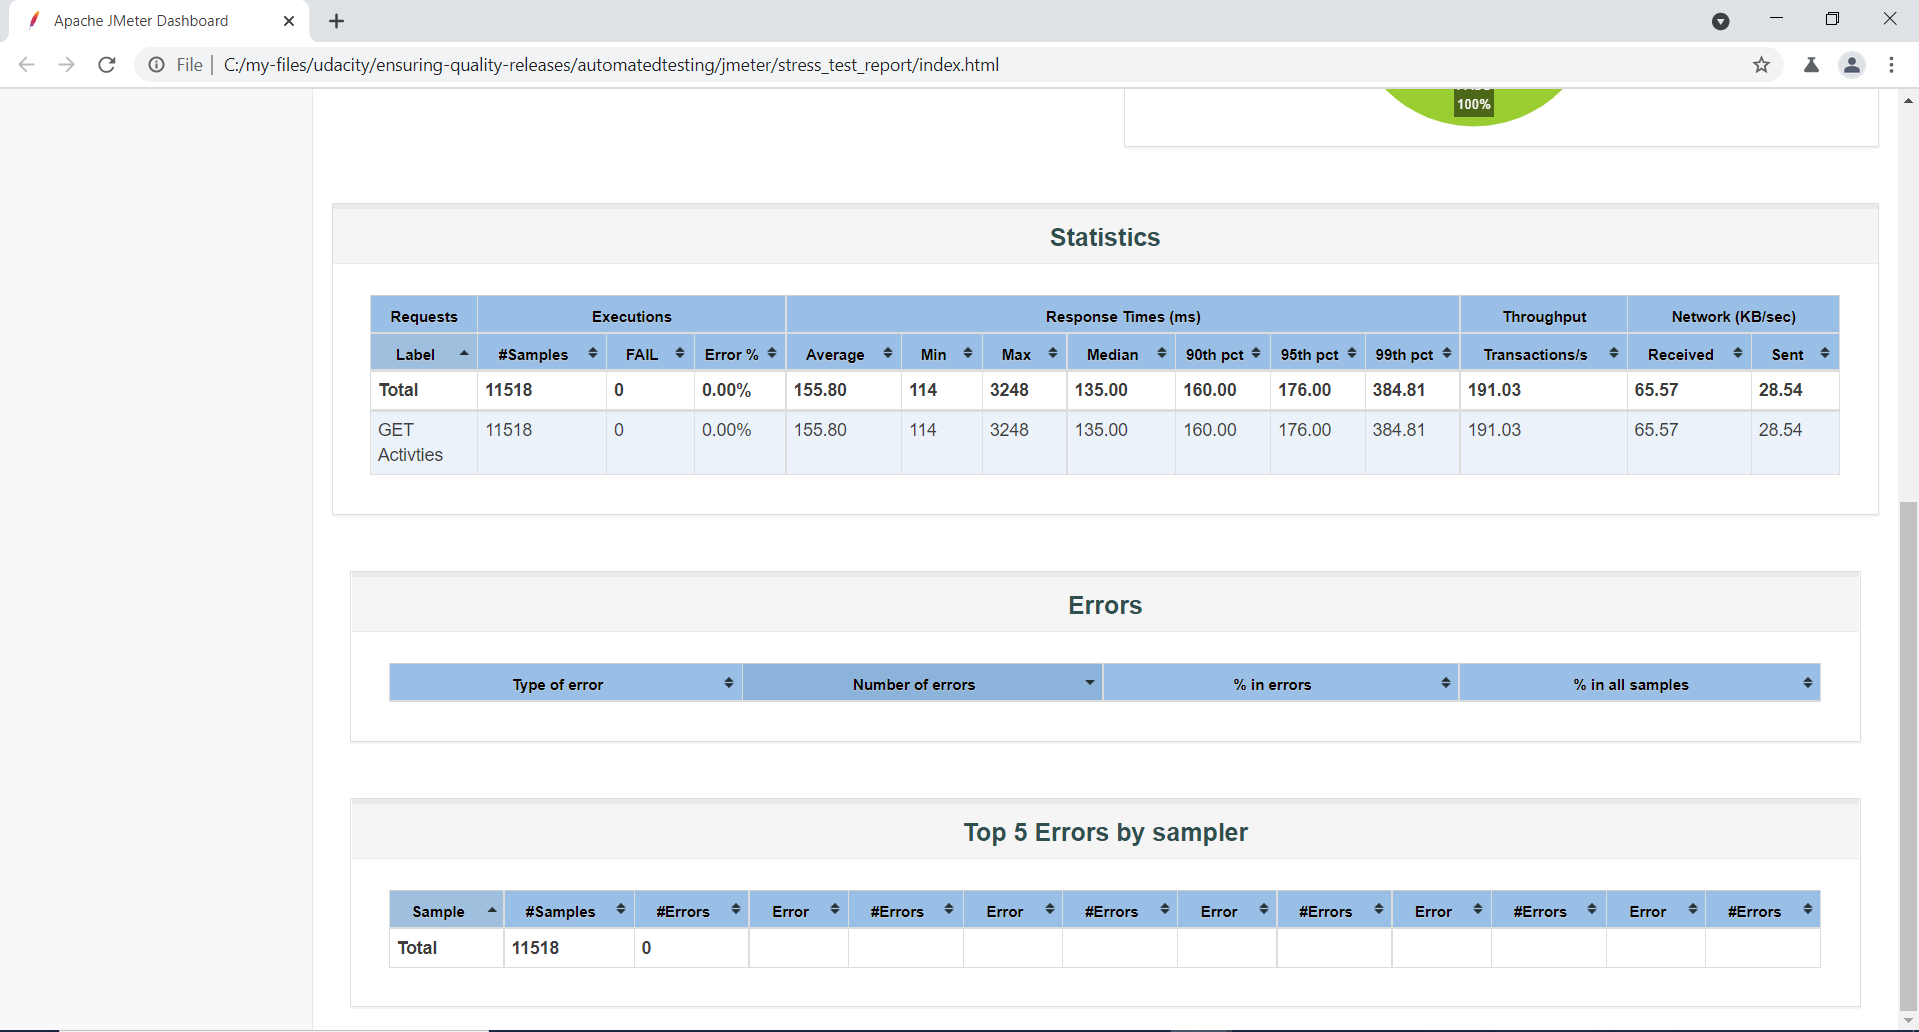 Apache JMeter Dashboard
File C:/my-files/udacity/ensuring-quality-releases/automatedtesting/jmeter/stress_test_report/index.html
100%
Statistics
Requests Executions Response Times (ms) Throughput Network (KB/sec)
Label #Samples FAIL Error % Average Min Max Median 90th pct 95th pct 99th pct Transactions/s Received Sent
Total 11518 0 0.00% 155.80 114 3248 135.00 160.00 176.00 384.81 191.03 65.57 28.54
GET 11518 0 0.00% 155.80 114 3248 135.00 160.00 176.00 384.81 191.03 65.57 28.54
Activties
Errors
Type of error Number of errors % in errors % in all samples
Top 5 Errors by sampler
Sample #Samples #Errors Error #Errors Error #Errors Error #Errors Error #Errors Error #Errors
Total 11518 0